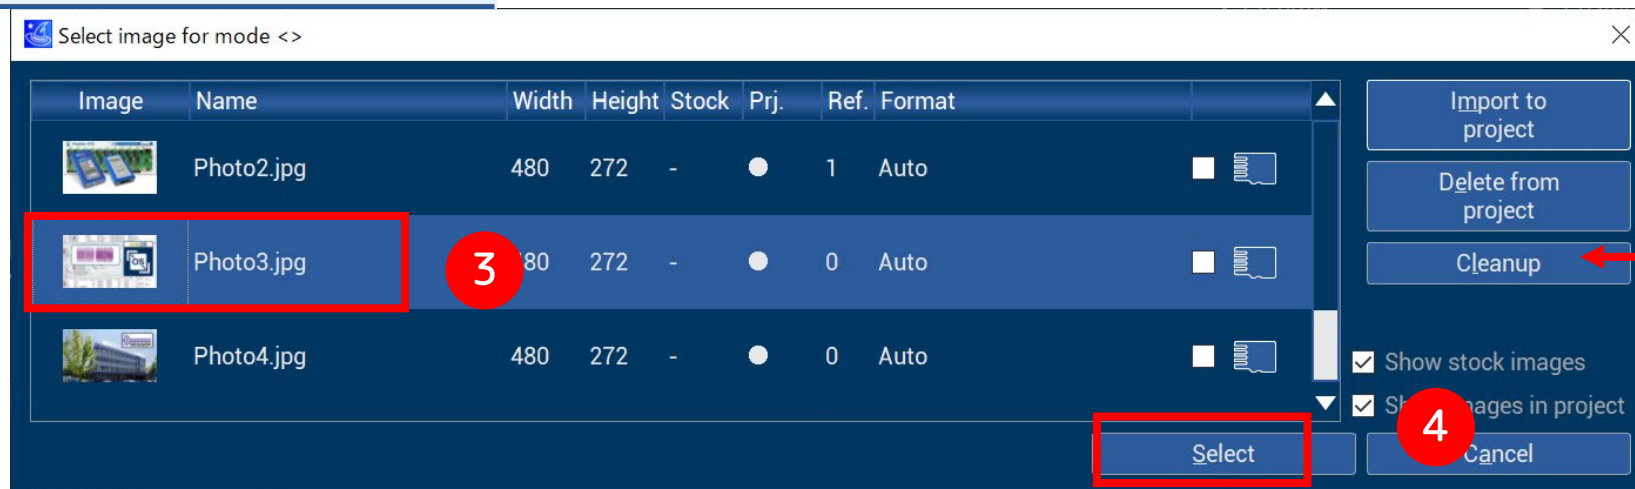 Select image for mode <>
Image Name Width Height Stock Prj. Ref. Format
Import to
project
Photo2.jpg 480 272 - 1 Auto
Delete from
project
Photo3.jpg 3 80 272 - 0 Auto
Cleanup
Photo4.jpg 480 272 - 0 Auto
Show stock images
images in project
4
Select
Cancel